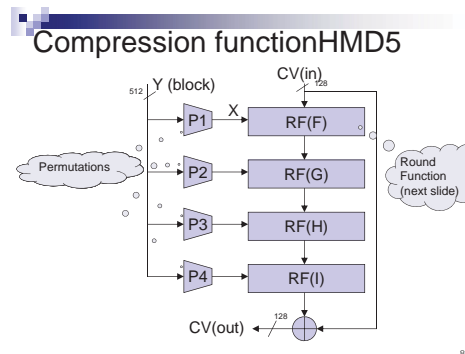 Compression functionHMD5
CV(in)
128
512
Y (block)
P1
X
RF(F)
Permutations
P2
RF(G)
Round
Function
(next slide)
P3
RF(H)
P4
RF(I)
CV(out)
128
8